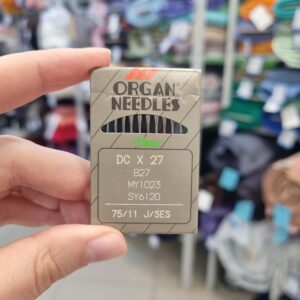 ORGAN
NEEDLES
DC X 27
B27
MY1023
SY6120
75/11 J/SES